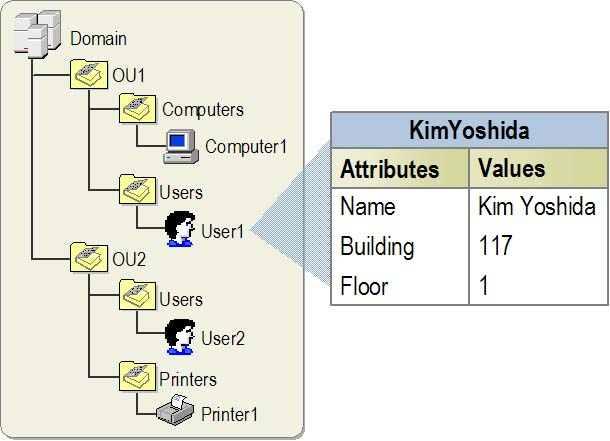 Domain
OU1
Computers
Computer1
Users
User1
OU2
Users
User2
Printers
Printer1
KimYoshida
Attributes Values
Name Kim Yoshida
Building 117
Floor 1